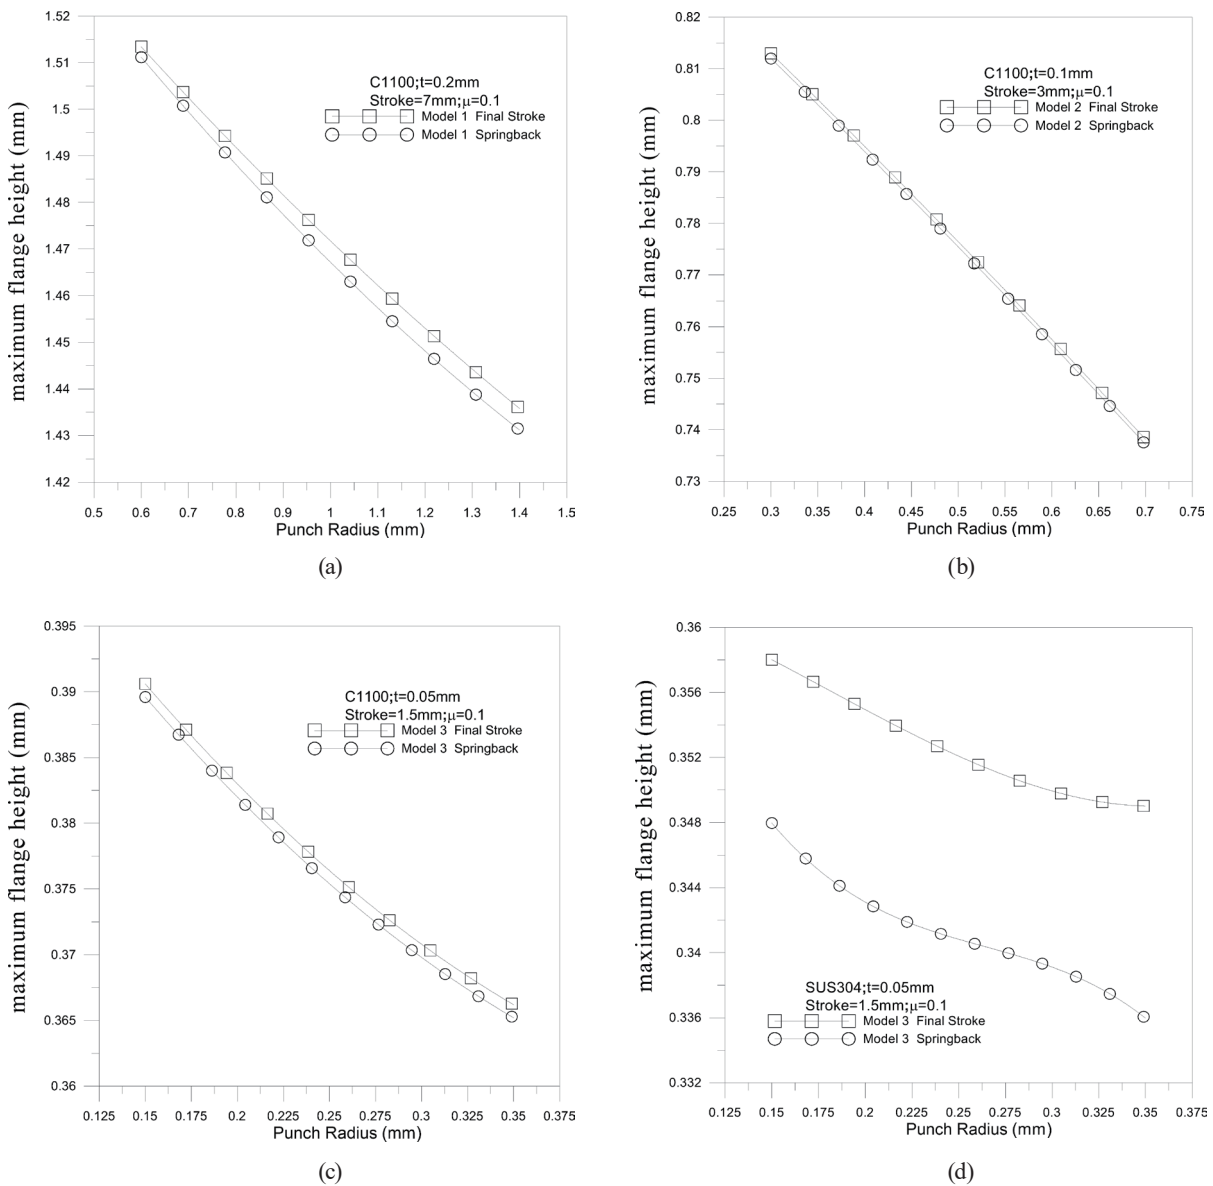 maximum flange height (mm)
1.52
1.51
1.5
1.49
1.48
1.47
1.46
1.45
1.44
1.43
1.42
C1100;t=0.2mm
Stroke=7mm;μ=0.1
Model 1 Final Stroke
Model 1 Springback
0.5 0.6 0.7 0.8 0.9 1 1.1 1.2 1.3 1.4 1.5
Punch Radius (mm)
(a)
maximum flange height (mm)
0.82
0.81
0.8
0.79
0.78
0.77
0.76
0.75
0.74
0.73
C1100;t=0.1mm
Stroke=3mm;μ=0.1
Model 2 Final Stroke
Model 2 Springback
0.25 0.3 0.35 0.4 0.45 0.5 0.55 0.6 0.65 0.7 0.75
Punch Radius (mm)
(b)
maximum flange height (mm)
0.395
0.39
0.385
0.38
0.375
0.37
0.365
0.36
C1100;t=0.05mm
Stroke=1.5mm;μ=0.1
Model 3 Final Stroke
Model 3 Springback
0.125 0.15 0.175 0.2 0.225 0.25 0.275 0.3 0.325 0.35 0.375
Punch Radius (mm)
(c)
maximum flange height (mm)
0.36
0.356
0.352
0.348
0.344
0.34
0.336
0.332
SUS304;t=0.05mm
Stroke=1.5mm;μ=0.1
Model 3 Final Stroke
Model 3 Springback
0.125 0.15 0.175 0.2 0.225 0.25 0.275 0.3 0.325 0.35 0.375
Punch Radius (mm)
(d)